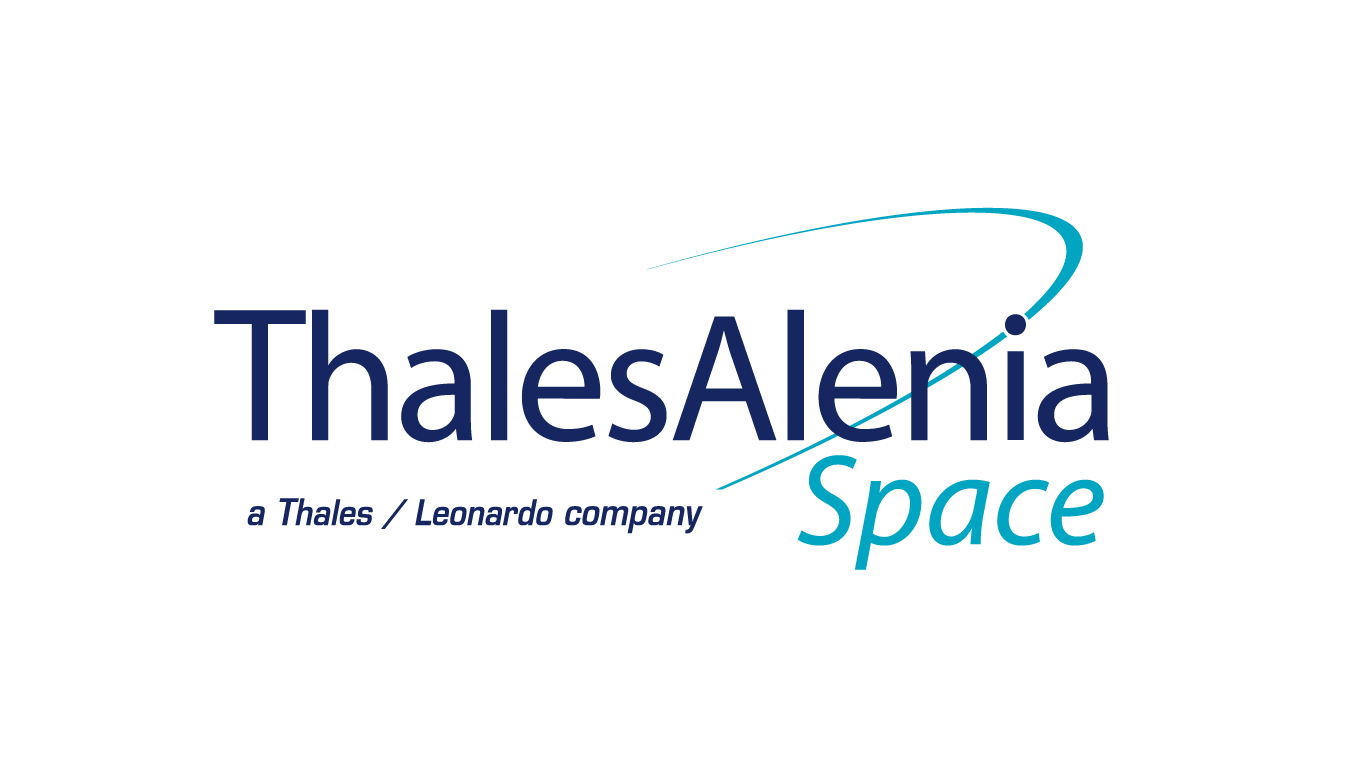 ThalesAlenia
Space
a Thales / Leonardo company